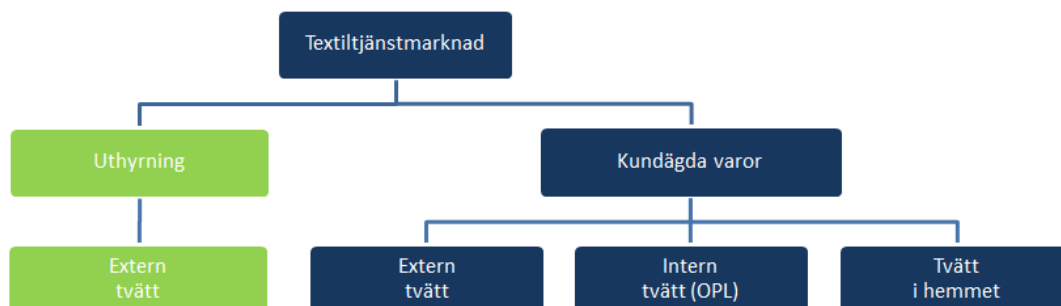 Textiltjänstmarknad
Uthyrning
Kundägda varor
Extern
tvätt
Extern
tvätt
Intern
tvätt (OPL)
Tvätt
i hemmet